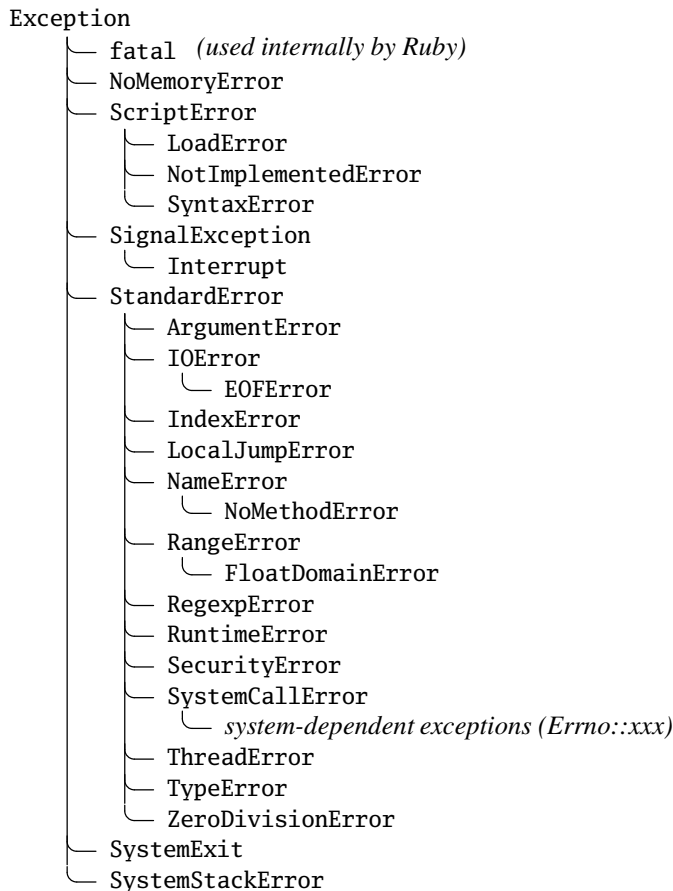 Exception
fatal (used internally by Ruby)
NoMemoryError
ScriptError
LoadError
NotImplementedError
SyntaxError
SignalException
Interrupt
StandardError
ArgumentError
IOError
EOFError
IndexError
LocalJumpError
NameError
NoMethodError
RangeError
FloatDomainError
RegexpError
RuntimeError
SecurityError
SystemCallError
system-dependent exceptions (Errno::xxx)
ThreadError
TypeError
ZeroDivisionError
SystemExit
SystemStackError